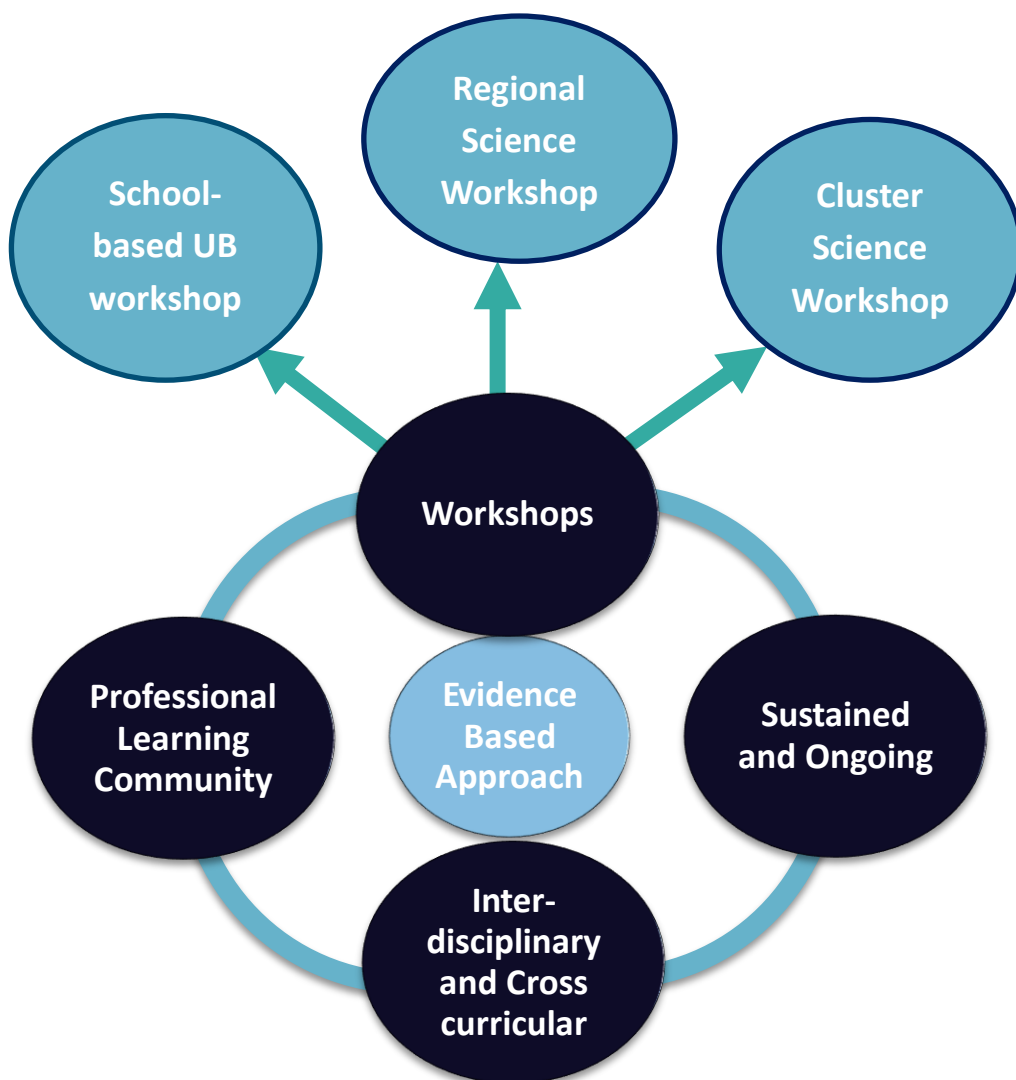 Regional
Science
Workshop
School-
based UB
workshop
Cluster
Science
Workshop
Workshops
Professional
Learning
Community
Evidence
Based
Approach
Sustained
and Ongoing
Inter-
disciplinary
and Cross
curricular